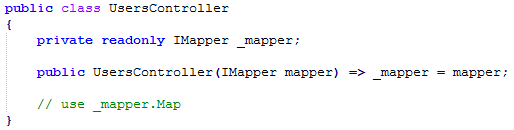 public class UsersController
{
    private readonly IMapper _mapper;
    public UsersController(IMapper mapper) => _mapper = mapper;
    // use _mapper.Map
}